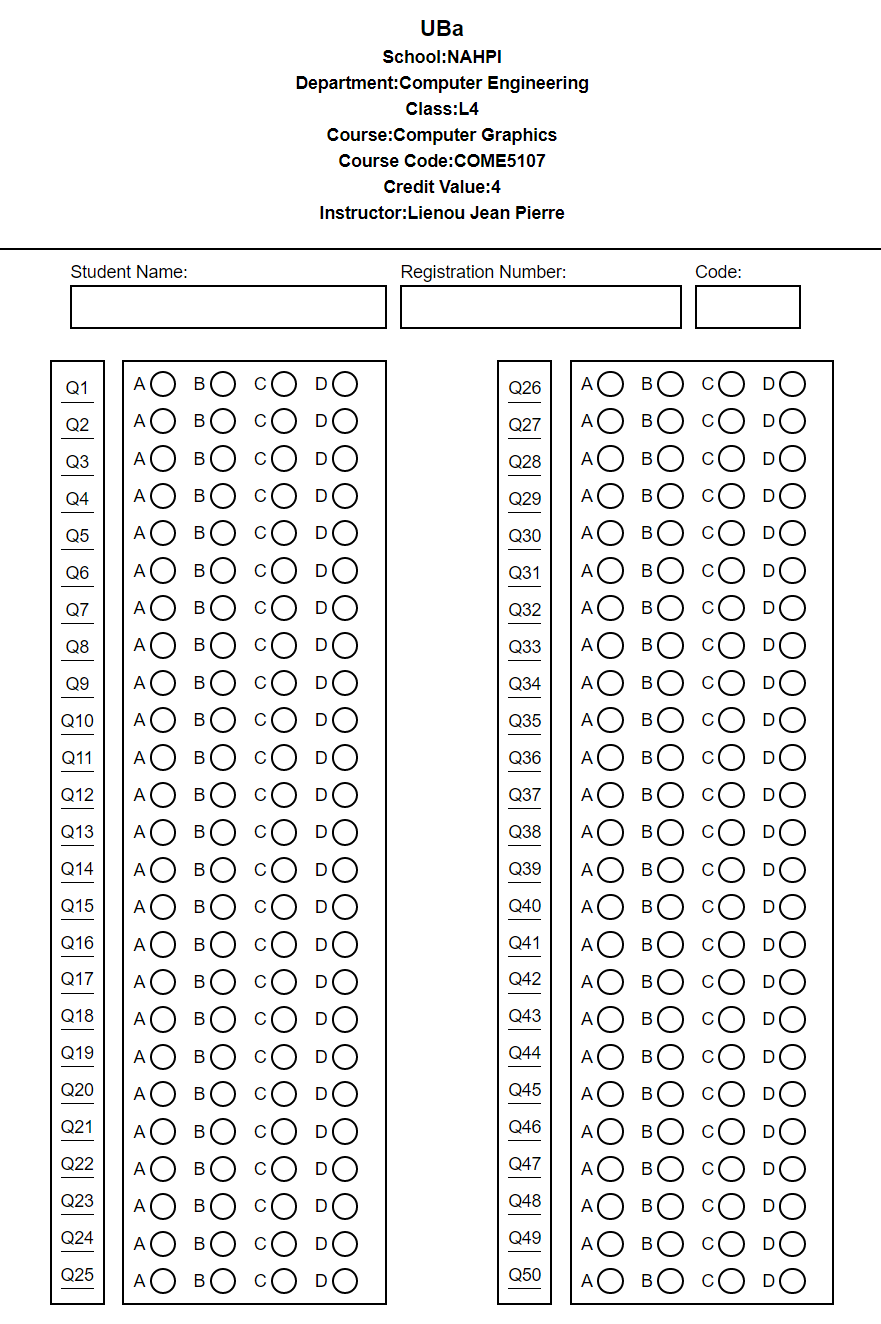 UBa
School:NAHPI
Department:Computer Engineering
Class:L4
Course:Computer Graphics
Course Code:COME5107
Credit Value:4
Instructor:Lienou Jean Pierre
Student Name: Registration Number: Code:
Q1 A B C D Q26 A B C D
Q2 A B C D Q27 A B C D
Q3 A B C D Q28 A B C D
Q4 A B C D Q29 A B C D
Q5 A B C D Q30 A B C D
Q6 A B C D Q31 A B C D
Q7 A B C D Q32 A B C D
Q8 A B C D Q33 A B C D
Q9 A B C D Q34 A B C D
Q10 A B C D Q35 A B C D
Q11 A B C D Q36 A B C D
Q12 A B C D Q37 A B C D
Q13 A B C D Q38 A B C D
Q14 A B C D Q39 A B C D
Q15 A B C D Q40 A B C D
Q16 A B C D Q41 A B C D
Q17 A B C D Q42 A B C D
Q18 A B C D Q43 A B C D
Q19 A B C D Q44 A B C D
Q20 A B C D Q45 A B C D
Q21 A B C D Q46 A B C D
Q22 A B C D Q47 A B C D
Q23 A B C D Q48 A B C D
Q24 A B C D Q49 A B C D
Q25 A B C D Q50 A B C D